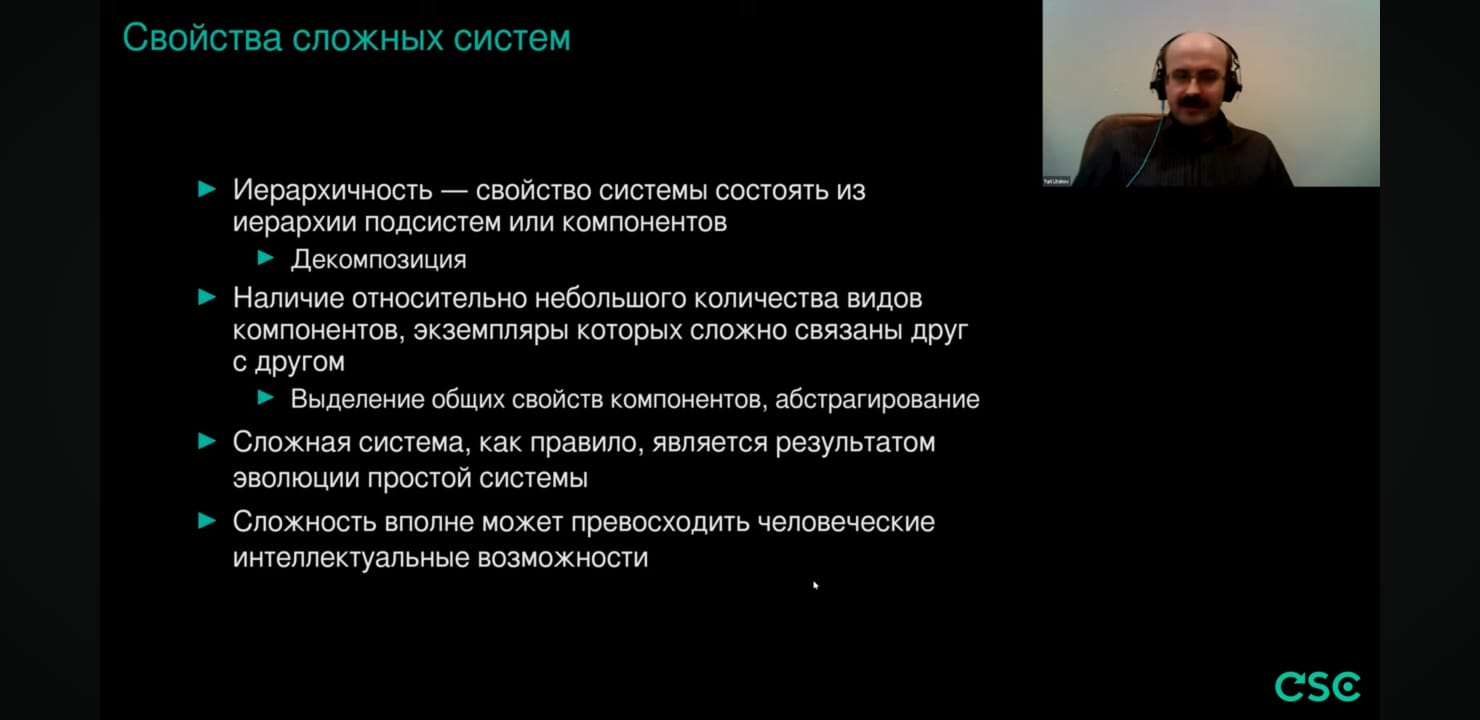 Свойства сложных систем
Иерархичность — свойство системы состоять из
иерархии подсистем или компонентов
Декомпозиция
Наличие относительно небольшого количества видов
компонентов, экземпляры которых сложно связаны друг
с другом
Выделение общих свойств компонентов, абстрагирование
Сложная система, как правило, является результатом
эволюции простой системы
Сложность вполне может превосходить человеческие
интеллектуальные возможности
CSC